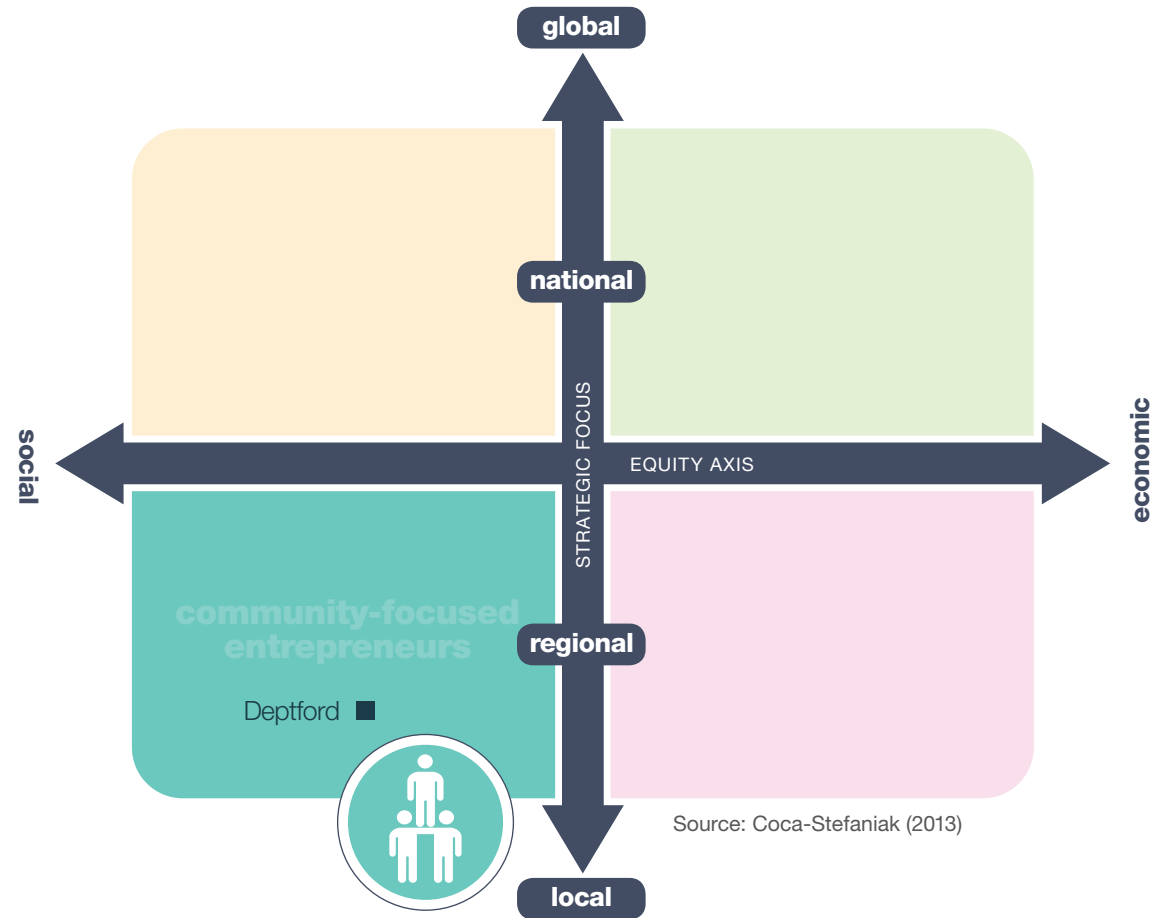 global
national
social
STRATEGIC FOCUS
EQUITY AXIS
economic
community-focused
entrepreneurs
regional
Deptford
Source: Coca-Stefaniak (2013)
local